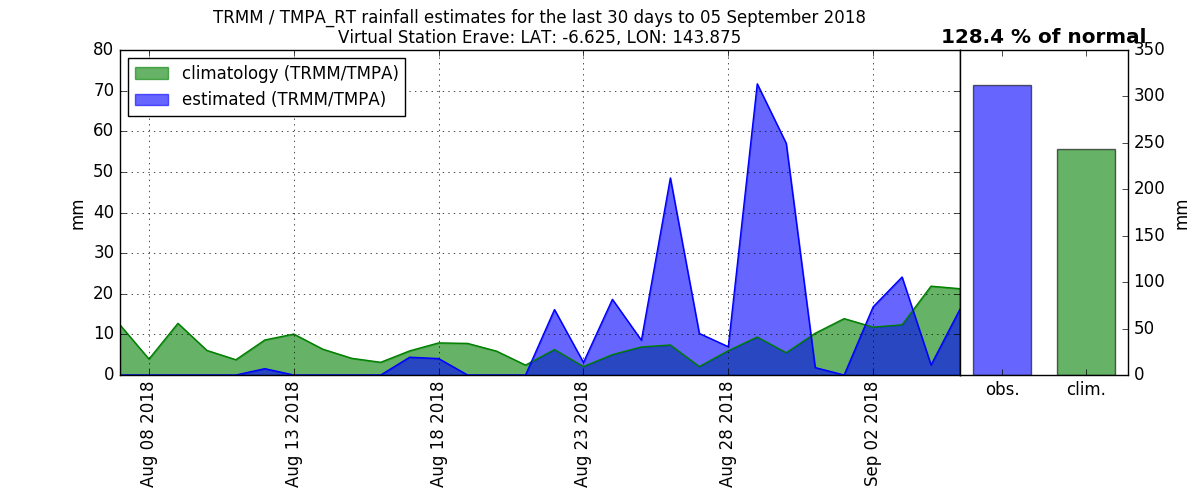 TRMM / TMPA_RT rainfall estimates for the last 30 days to 05 September 2018
Virtual Station Erave: LAT: -6.625, LON: 143.875
128.4 % of normal
climatology (TRMM/TMPA)
estimated (TRMM/TMPA)
mm
80
70
60
50
40
30
20
10
0
Aug 08 2018
Aug 13 2018
Aug 18 2018
Aug 23 2018
Aug 28 2018
Sep 02 2018
obs.
clim.
350
300
250
200
150
100
50
0
mm